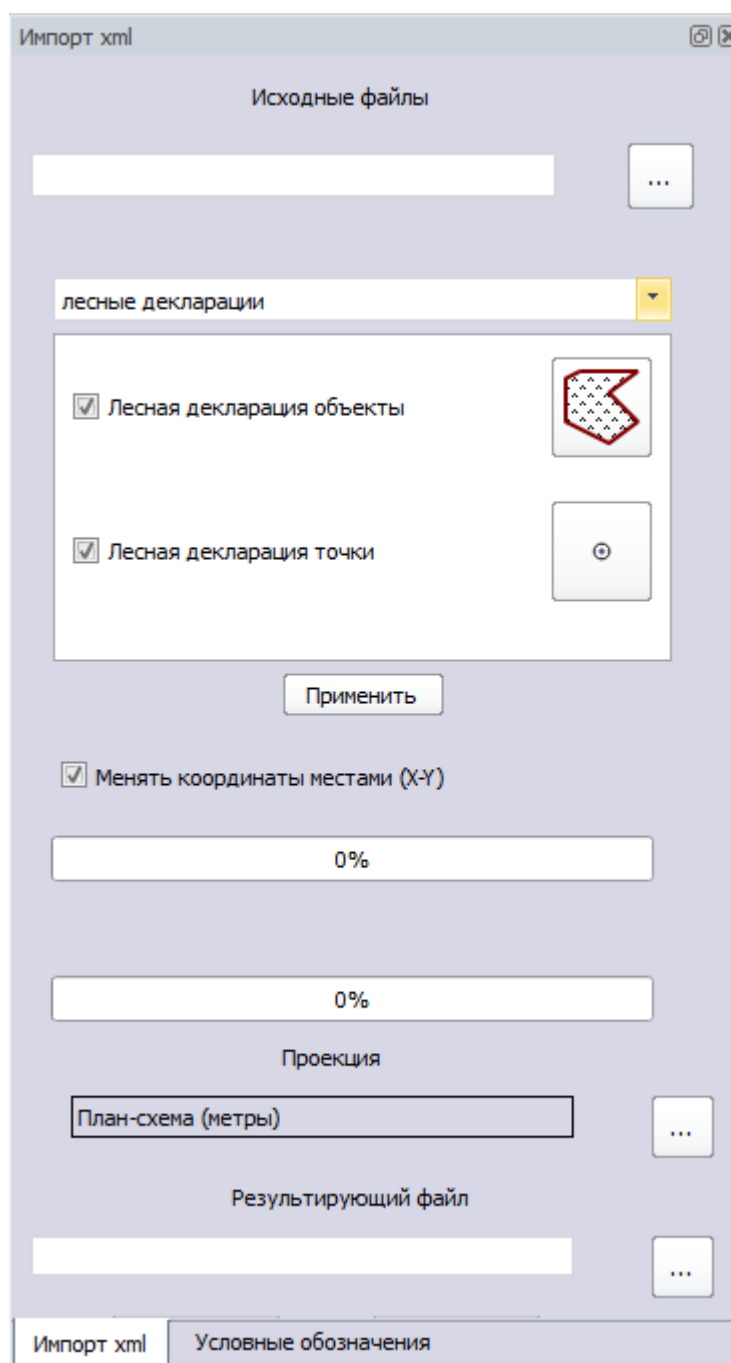 Импорт xml
Исходные файлы
...
лесные декларации
Лесная декларация объекты
Лесная декларация точки
Применить
Менять координаты местами (X-Y)
0%
0%
Проекция
План-схема (метры)
...
Результирующий файл
...
Импорт xml
Условные обозначения